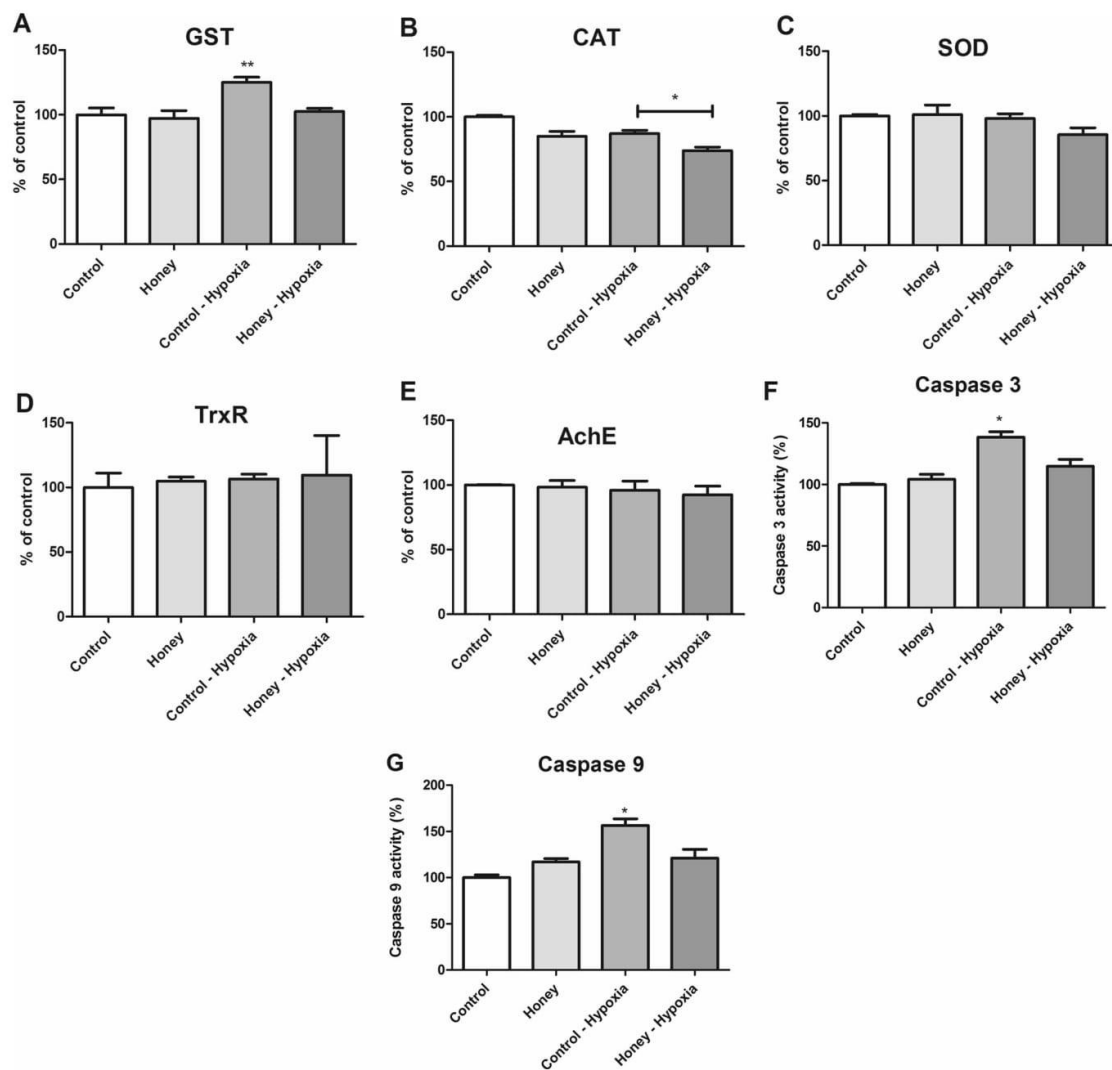 A
GST
% of control
150
100
50
0
**
Control
Honey
Control - Hypoxia
Honey - Hypoxia
B
CAT
% of control
150
100
50
0
*
Control
Honey
Control - Hypoxia
Honey - Hypoxia
C
SOD
% of control
150
100
50
0
Control
Honey
Control - Hypoxia
Honey - Hypoxia
D
TrxR
% of control
150
100
50
0
Control
Honey
Control - Hypoxia
Honey - Hypoxia
E
AchE
% of control
150
100
50
0
Control
Honey
Control - Hypoxia
Honey - Hypoxia
F
Caspase 3
Caspase 3 activity (%)
150
100
50
0
*
Control
Honey
Control - Hypoxia
Honey - Hypoxia
G
Caspase 9
Caspase 9 activity (%)
200
150
100
50
0
*
Control
Honey
Control - Hypoxia
Honey - Hypoxia